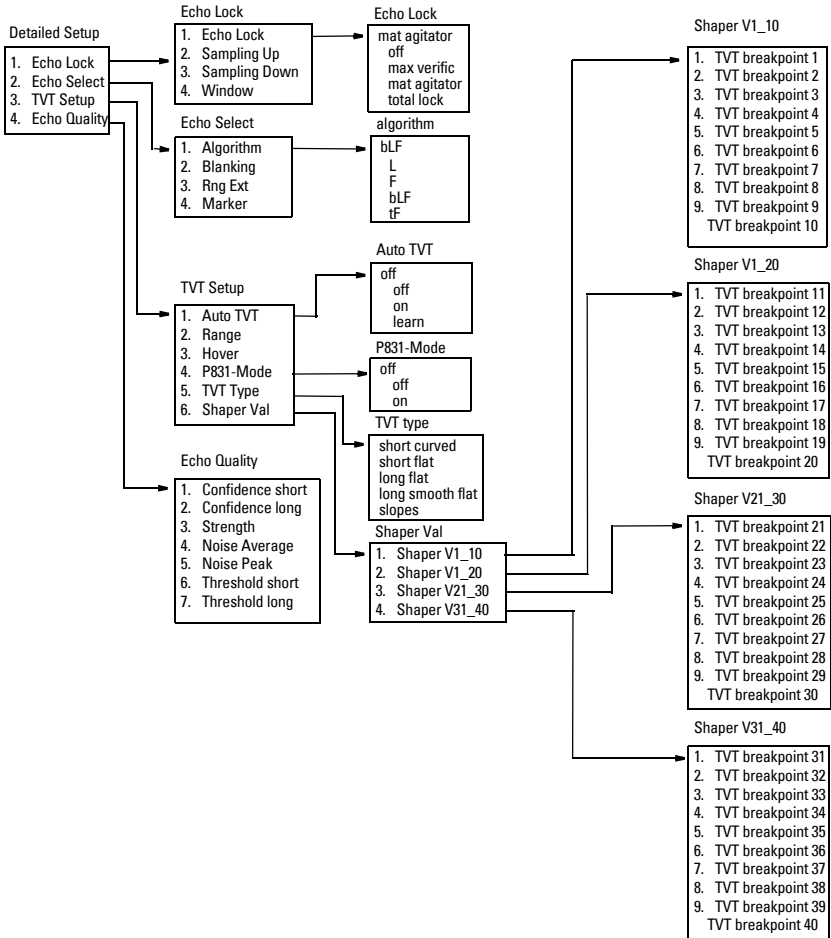 Detailed Setup
1. Echo Lock
2. Echo Select
3. TVT Setup
4. Echo Quality
Echo Lock
1. Echo Lock
2. Sampling Up
3. Sampling Down
4. Window
Echo Lock
mat agitator
off
max verific
mat agitator
total lock
Echo Select
1. Algorithm
2. Blanking
3. Rng Ext
4. Marker
algorithm
bLF
L
F
bLF
tF
TVT Setup
1. Auto TVT
2. Range
3. Hover
4. P831-Mode
5. TVT Type
6. Shaper Val
Auto TVT
off
off
on
learn
P831-Mode
off
off
on
TVT type
short curved
short flat
long flat
long smooth flat
slopes
Echo Quality
1. Confidence short
2. Confidence long
3. Strength
4. Noise Average
5. Noise Peak
6. Threshold short
7. Threshold long
Shaper Val
1. Shaper V1_10
2. Shaper V1_20
3. Shaper V21_30
4. Shaper V31_40
Shaper V1_10
1. TVT breakpoint 1
2. TVT breakpoint 2
3. TVT breakpoint 3
4. TVT breakpoint 4
5. TVT breakpoint 5
6. TVT breakpoint 6
7. TVT breakpoint 7
8. TVT breakpoint 8
9. TVT breakpoint 9
TVT breakpoint 10
Shaper V1_20
1. TVT breakpoint 11
2. TVT breakpoint 12
3. TVT breakpoint 13
4. TVT breakpoint 14
5. TVT breakpoint 15
6. TVT breakpoint 16
7. TVT breakpoint 17
8. TVT breakpoint 18
9. TVT breakpoint 19
TVT breakpoint 20
Shaper V21_30
1. TVT breakpoint 21
2. TVT breakpoint 22
3. TVT breakpoint 23
4. TVT breakpoint 24
5. TVT breakpoint 25
6. TVT breakpoint 26
7. TVT breakpoint 27
8. TVT breakpoint 28
9. TVT breakpoint 29
TVT breakpoint 30
Shaper V31_40
1. TVT breakpoint 31
2. TVT breakpoint 32
3. TVT breakpoint 33
4. TVT breakpoint 34
5. TVT breakpoint 35
6. TVT breakpoint 36
7. TVT breakpoint 37
8. TVT breakpoint 38
9. TVT breakpoint 39
TVT breakpoint 40